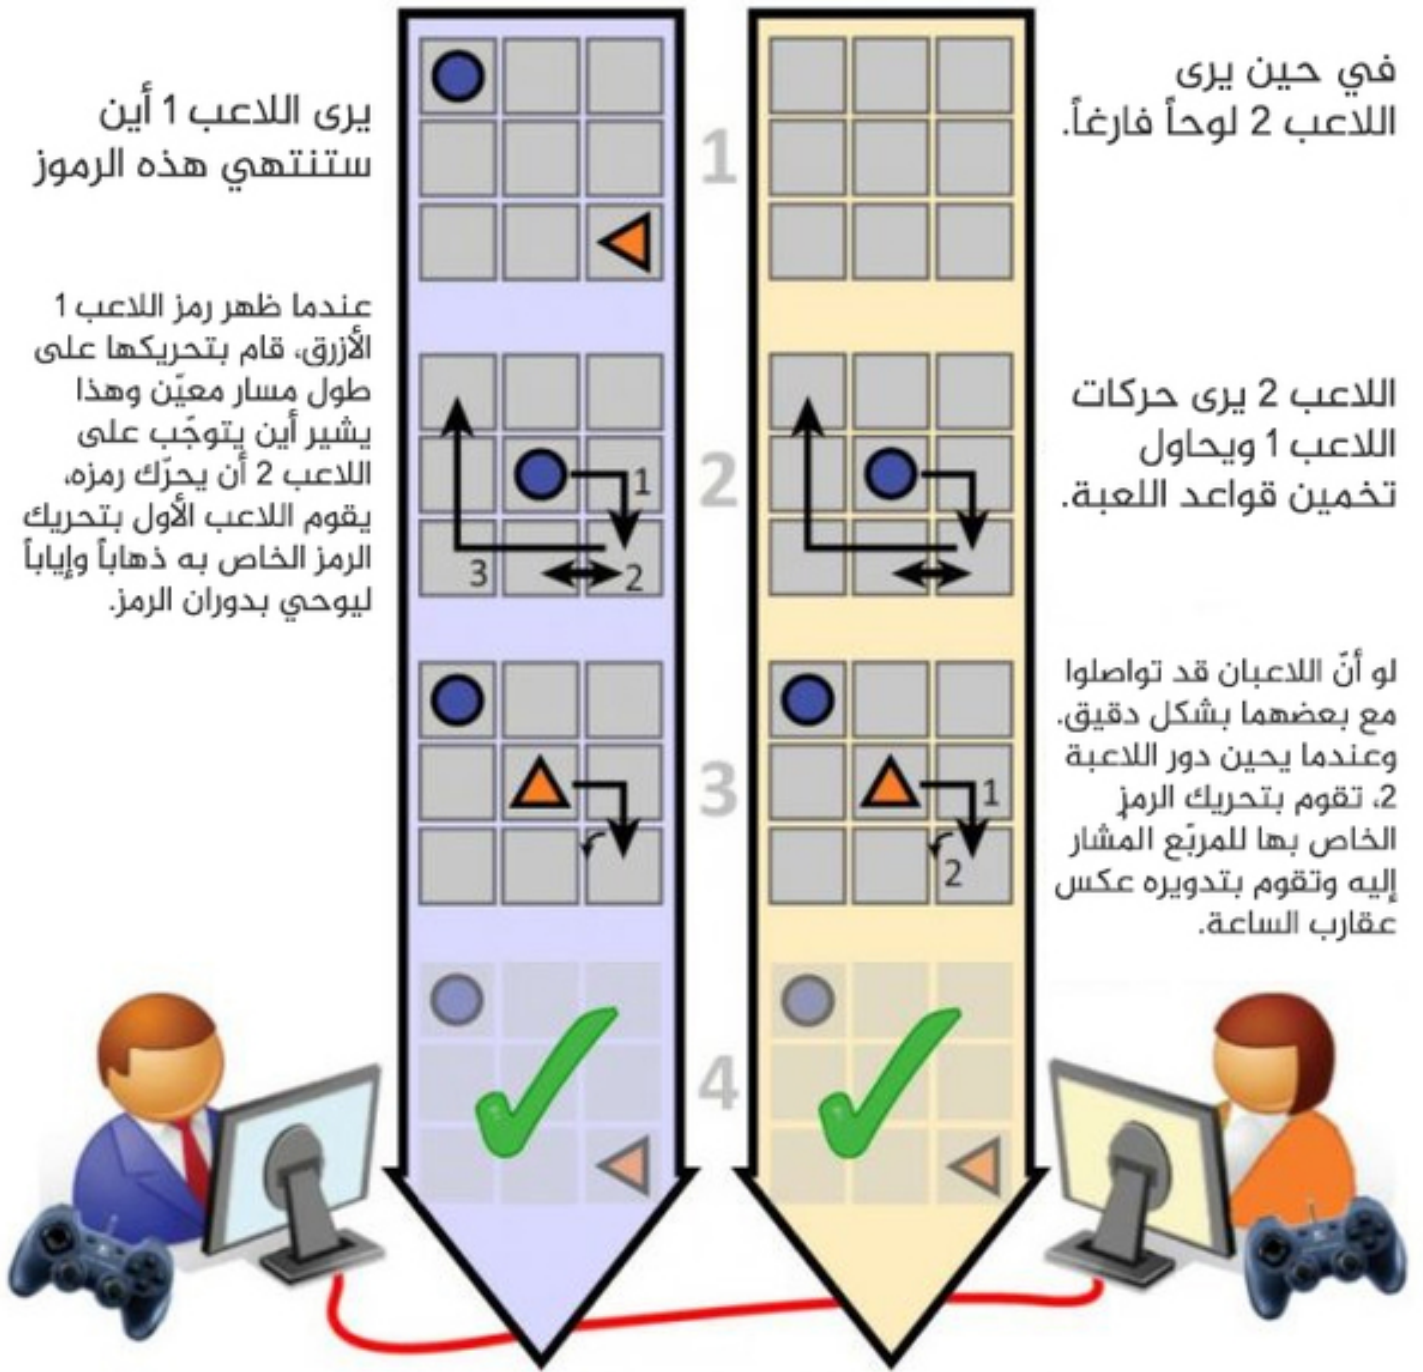 يرى اللاعب 1 أين
ستنتهي هذه الرموز
في حين يرى
اللاعب 2 لوحاً فارغاً.
1
عندما ظهر رمز اللاعب 1
الأزرق، قام بتحريكها على
طول مسار معيّن وهذا
يشير أين يتوجّب على
اللاعب 2 أن يحرّك رمزه،
يقوم اللاعب الأول بتحريك
الرمز الخاص به ذهاباً وإياباً
ليوحي بدوران الرمز.
1
3
2
2
اللاعب 2 يرى حركات
اللاعب 1 ويحاول
تخمين قواعد اللعبة.
3
1
2
لو أنّ اللاعبان قد تواصلوا
مع بعضهما بشكل دقيق.
وعندما يحين دور اللاعبة
2، تقوم بتحريك الرمز
الخاص بها للمربّع المشار
إليه وتقوم بتدويره عكس
عقارب الساعة.
4